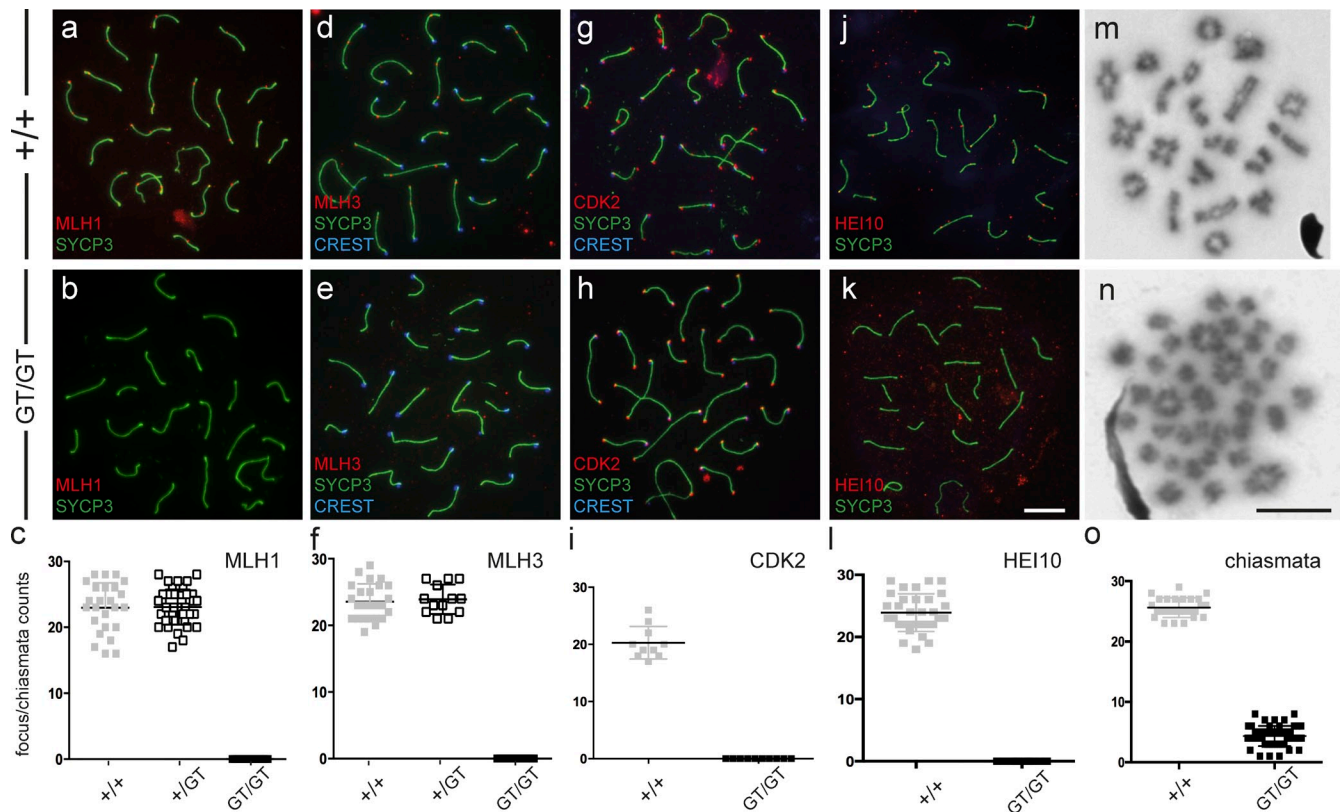 +/+
GT/GT
a
MLH1
SYCP3
d
MLH3
SYCP3
CREST
g
CDK2
SYCP3
CREST
j
HEI10
SYCP3
m
b
MLH1
SYCP3
e
MLH3
SYCP3
CREST
h
CDK2
SYCP3
CREST
k
HEI10
SYCP3
n
c
MLH1
focus/chiasmata counts
30
20
10
0
+/+
+/GT
GT/GT
f
MLH3
30
20
10
0
+/+
+/GT
GT/GT
i
CDK2
30
20
10
0
+/+
GT/GT
l
HEI10
30
20
10
0
+/+
GT/GT
o
chiasmata
30
20
10
0
+/+
GT/GT